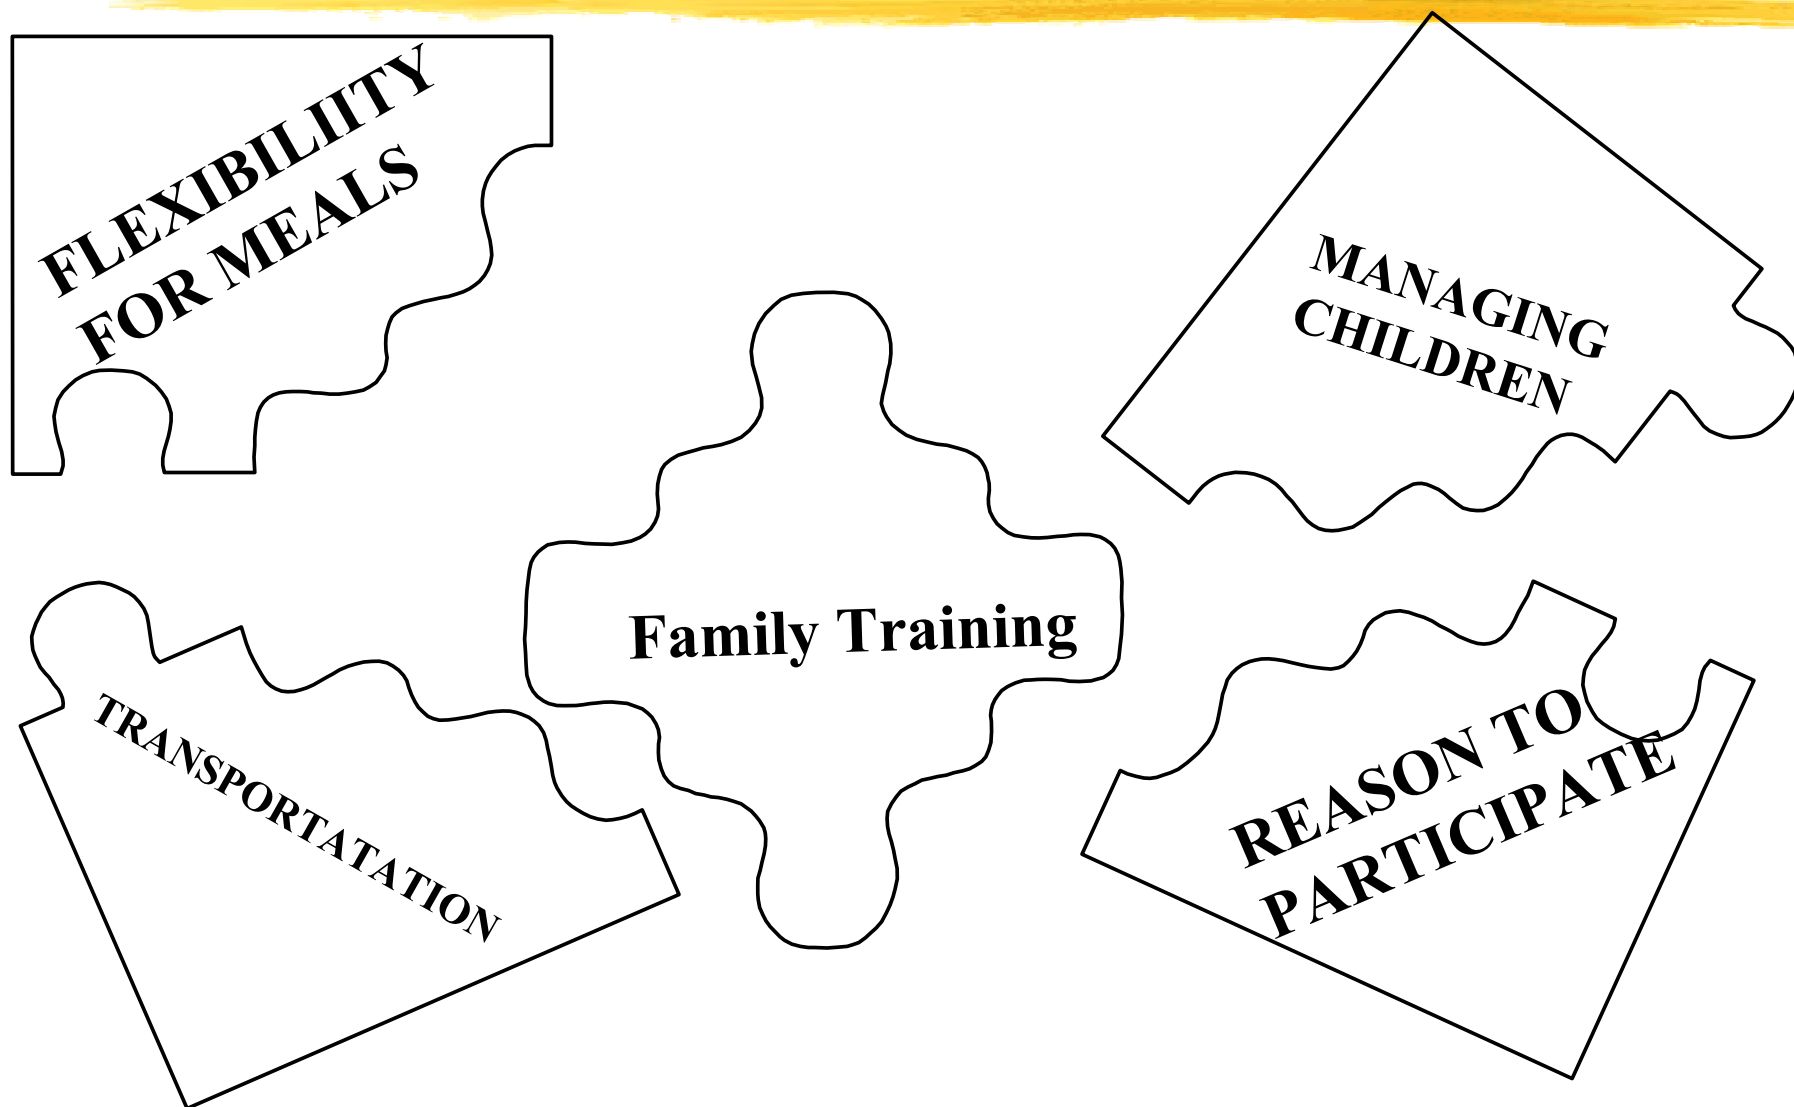 FLEXIBILIITY
FOR MEALS
MANAGING
CHILDREN
Family Training
TRANSPORTATATION
REASON TO
PARTICIPATE